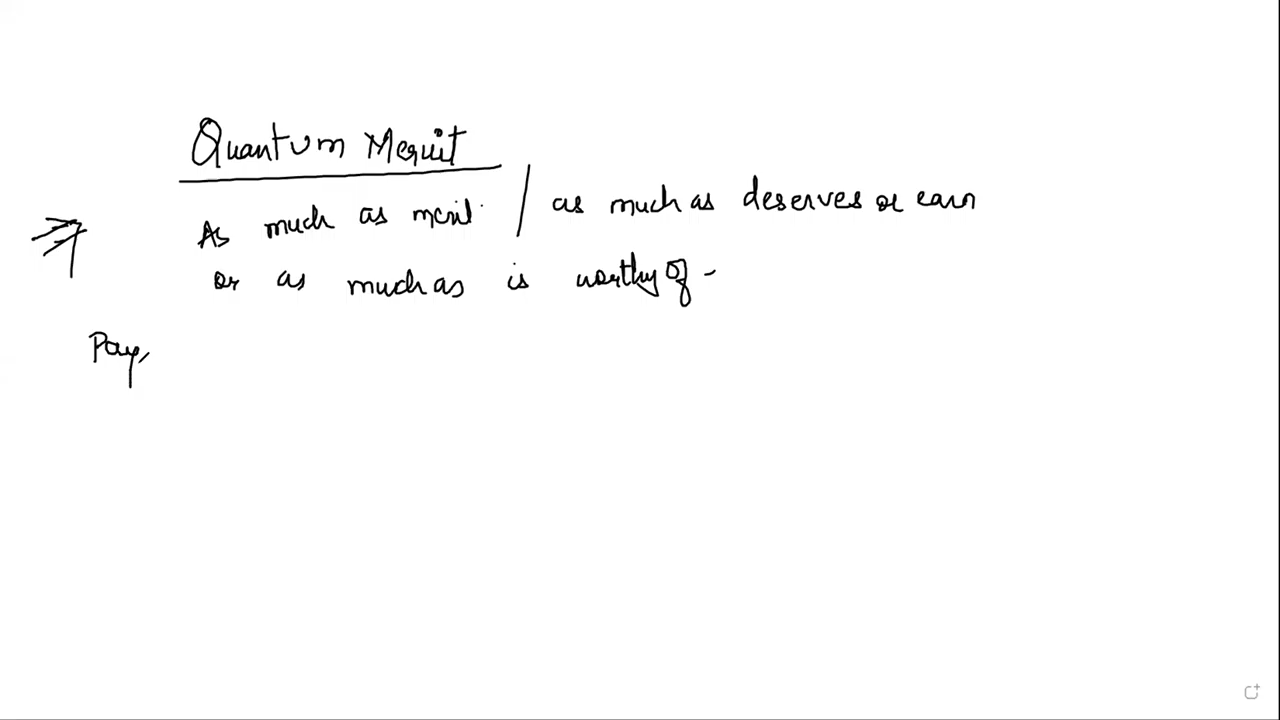 Quantum Meruit
As much as merit / as much as deserves or earn
or as much as is worthy of -
Pay,